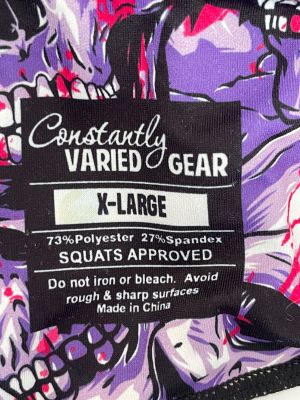 Constantly
VARIED GEAR
X-LARGE
73%Polyester 27%Spandex
SQUATS APPROVED
Do not iron or bleach. Avoid
rough & sharp surfaces
Made in China